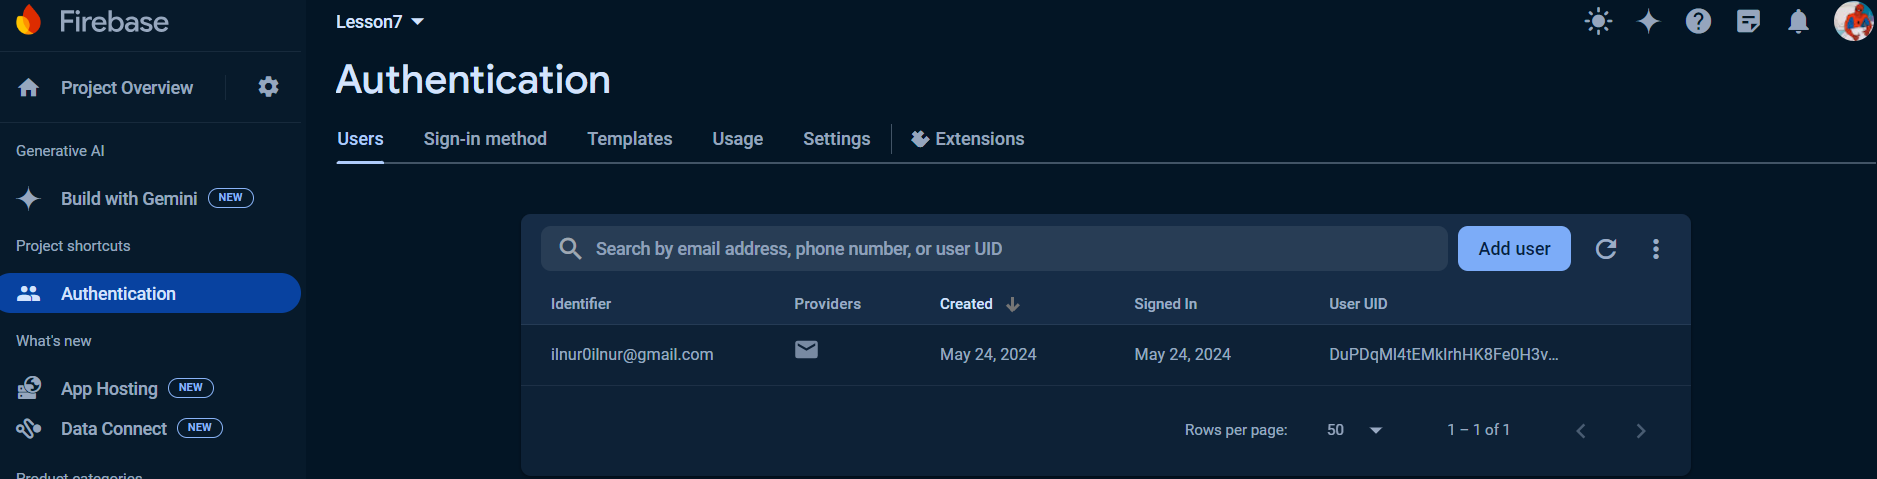 Firebase
Project Overview
Generative AI
Build with Gemini NEW
Project shortcuts
Authentication
What's new
App Hosting NEW
Data Connect NEW
Product categories
Lesson7
Authentication
Users Sign-in method Templates Usage Settings Extensions
Search by email address, phone number, or user UID Add user
Identifier Providers Created Signed In User UID
ilnur0ilnur@gmail.com May 24, 2024 May 24, 2024 DuPDqMI4tEMkIrhHK8Fe0H3v...
Rows per page: 50 1 – 1 of 1